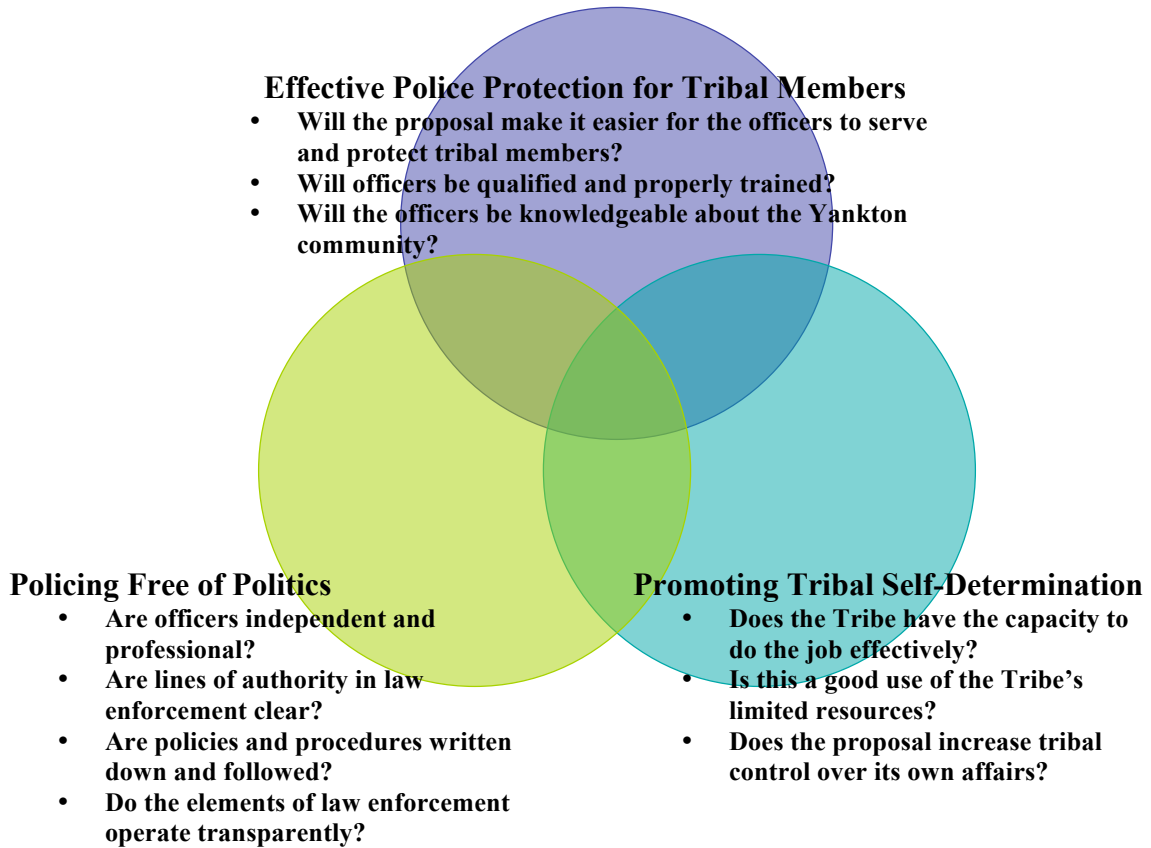 Effective Police Protection for Tribal Members
• Will the proposal make it easier for the officers to serve
and protect tribal members?
• Will officers be qualified and properly trained?
• Will the officers be knowledgeable about the Yankton
community?
Policing Free of Politics
• Are officers independent and
professional?
• Are lines of authority in law
enforcement clear?
• Are policies and procedures written
down and followed?
• Do the elements of law enforcement
operate transparently?
Promoting Tribal Self-Determination
• Does the Tribe have the capacity to
do the job effectively?
• Is this a good use of the Tribe’s
limited resources?
• Does the proposal increase tribal
control over its own affairs?